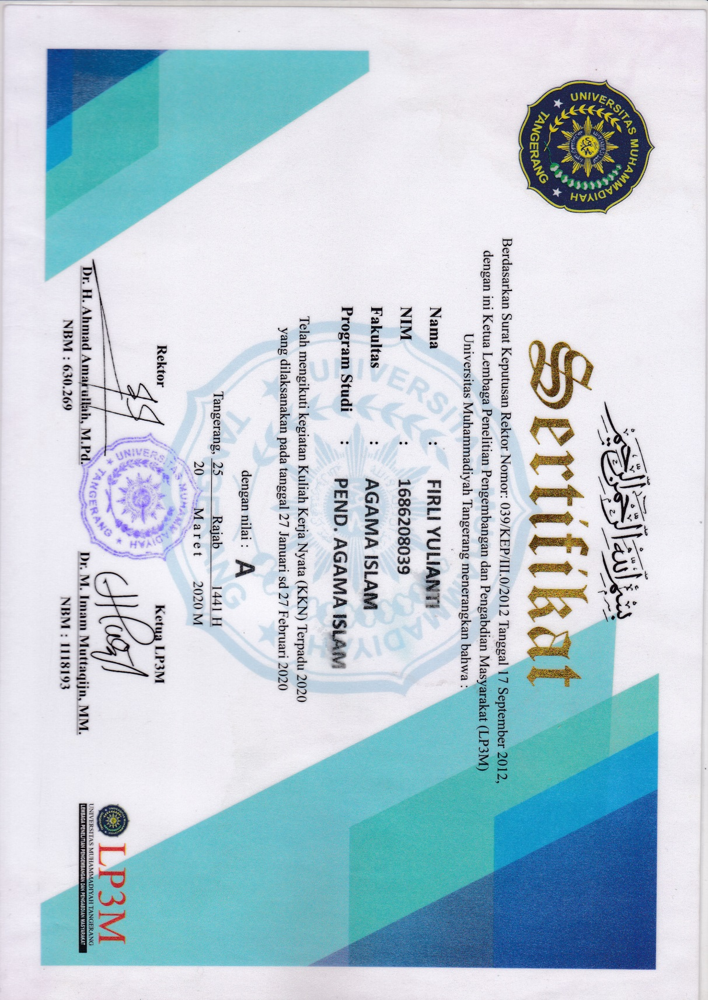 UNIVERSITAS MUHAMMADIYAH
TANGERANG
بسم الله الرحمن الرحيم
Sertifikat
Berdasarkan Surat Keputusan Rektor Nomor: 039/KEP/III.0/2012 Tanggal 17 September 2012,
dengan ini Ketua Lembaga Penelitian Pengembangan dan Pengabdian Masyarakat (LP3M)
Universitas Muhammadiyah Tangerang menerangkan bahwa :
Nama : FIRLI YULIANTI
NIM : 1686208039
Fakultas : AGAMA ISLAM
Program Studi : PEND. AGAMA ISLAM
Telah mengikuti kegiatan Kuliah Kerja Nyata (KKN) Terpadu 2020
yang dilaksanakan pada tanggal 27 Januari sd 27 Februari 2020
dengan nilai : A
Tangerang, 25 Rajab 1441 H
20 Maret 2020 M
Rektor
Dr. H. Ahmad Amarullah, M.Pd.
NBM : 630.269
UNIVERSITAS MUHAMMADIYAH
TANGERANG
Ketua LP3M
Dr. M. Imam Muttaqijn, MM.
NBM : 1118193
LP3M
UNIVERSITAS MUHAMMADIYAH TANGERANG
LEMBAGA PENELITIAN PENGEMBANGAN DAN PENGABDIAN MASYARAKAT